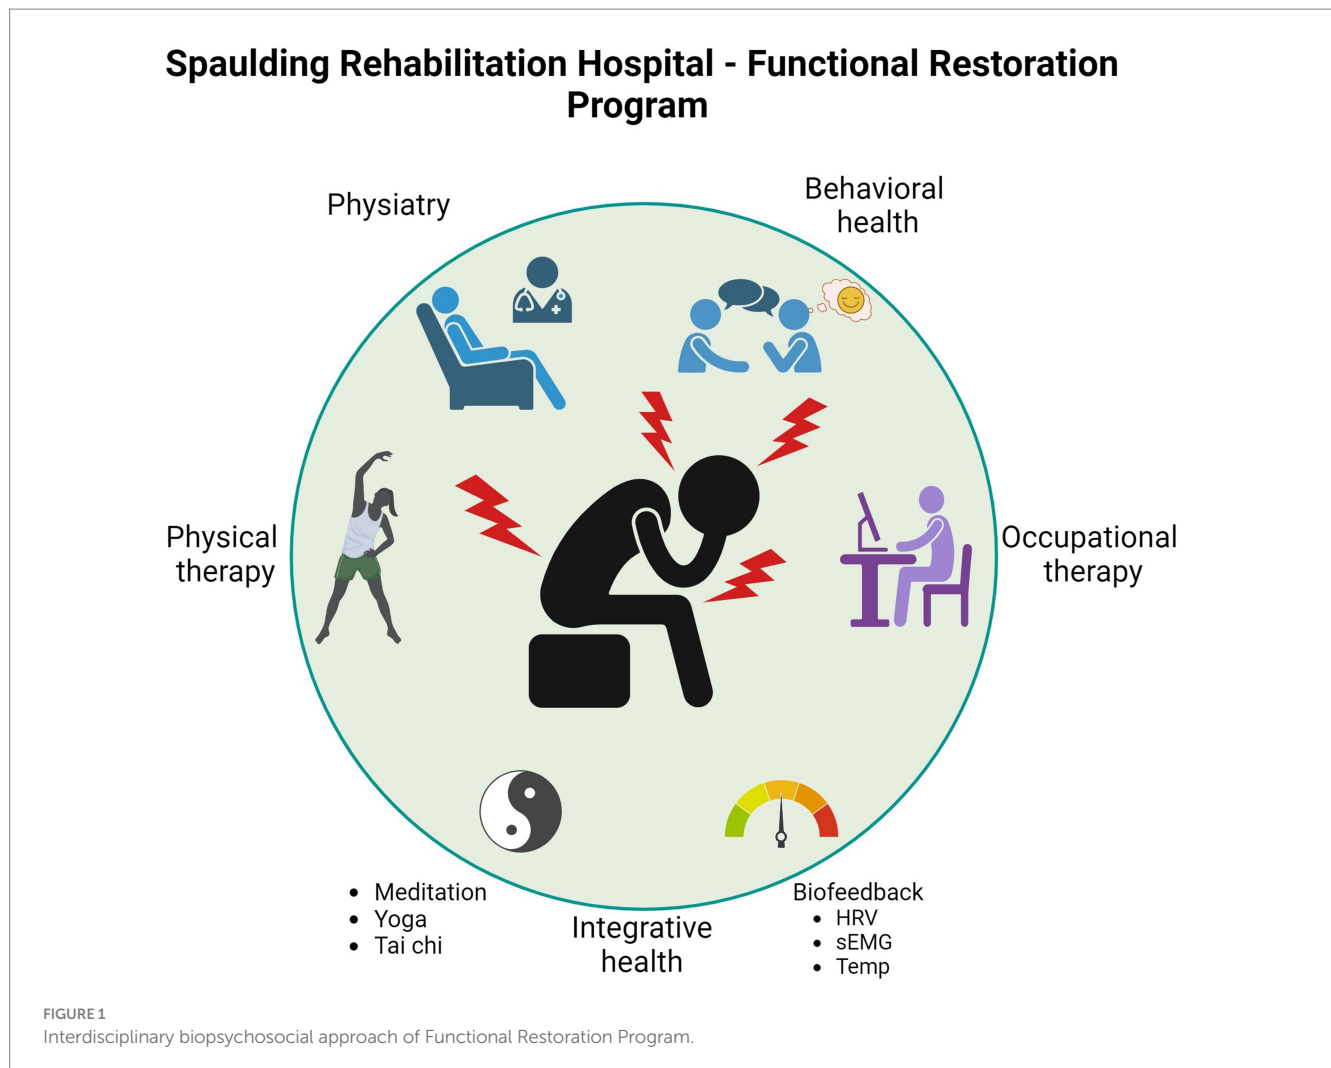 Spaulding Rehabilitation Hospital - Functional Restoration
Program
Physiatry
Behavioral
health
Physical
therapy
Occupational
therapy
• Meditation
• Yoga
• Tai chi
Integrative
health
Biofeedback
• HRV
• sEMG
• Temp
FIGURE 1
Interdisciplinary biopsychosocial approach of Functional Restoration Program.